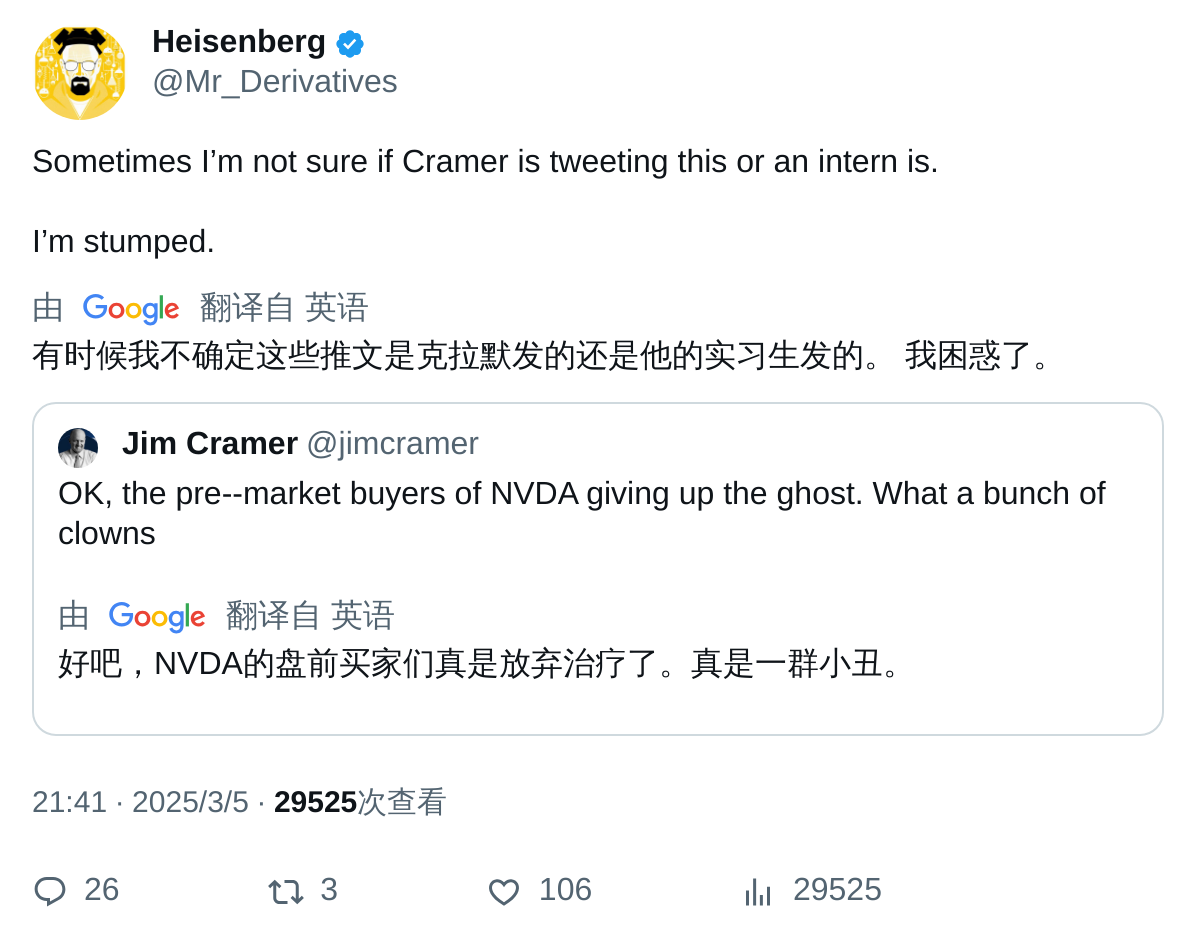 Heisenberg
@Mr_Derivatives
Sometimes I’m not sure if Cramer is tweeting this or an intern is.
I’m stumped.
由 Google 翻译自 英语
有时候我不确定这些推文是克拉默发的还是他的实习生发的。 我困惑了。
Jim Cramer @jimcramer
OK, the pre--market buyers of NVDA giving up the ghost. What a bunch of
clowns
由 Google 翻译自 英语
好吧，NVDA的盘前买家们真是放弃治疗了。真是一群小丑。
21:41 · 2025/3/5 · 29525次查看
26 3 106 29525